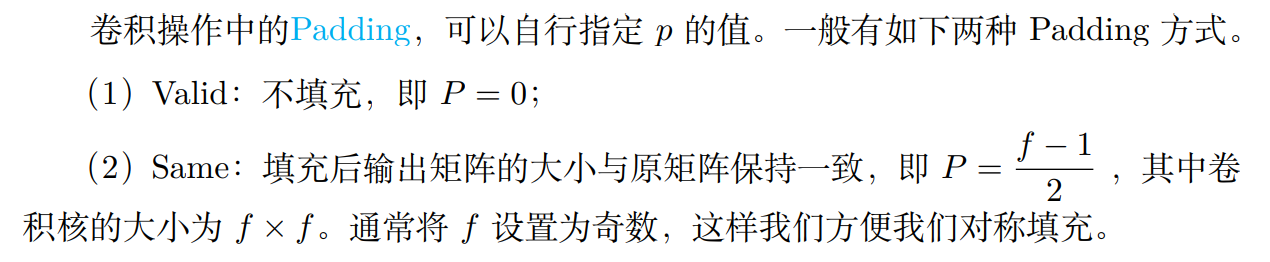 卷积操作中的Padding，可以自行指定 p 的值。一般有如下两种 Padding 方式。
（1）Valid：不填充，即 P = 0；
（2）Same：填充后输出矩阵的大小与原矩阵保持一致，即 P = \frac{f - 1}{2}，其中卷
积核的大小为 f × f。通常将 f 设置为奇数，这样我们方便我们对称填充。